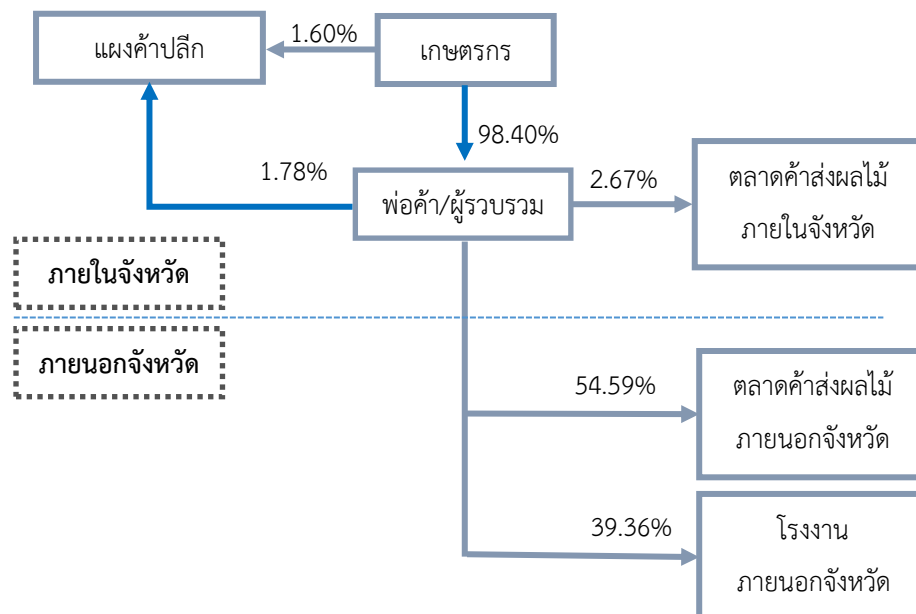 แผงค้าปลีก
1.60%
เกษตรกร
98.40%
1.78%
พ่อค้า/ผู้รวบรวม
2.67%
ตลาดค้าส่งผลไม้
ภายในจังหวัด
ภายในจังหวัด
ภายนอกจังหวัด
54.59%
ตลาดค้าส่งผลไม้
ภายนอกจังหวัด
39.36%
โรงงาน
ภายนอกจังหวัด